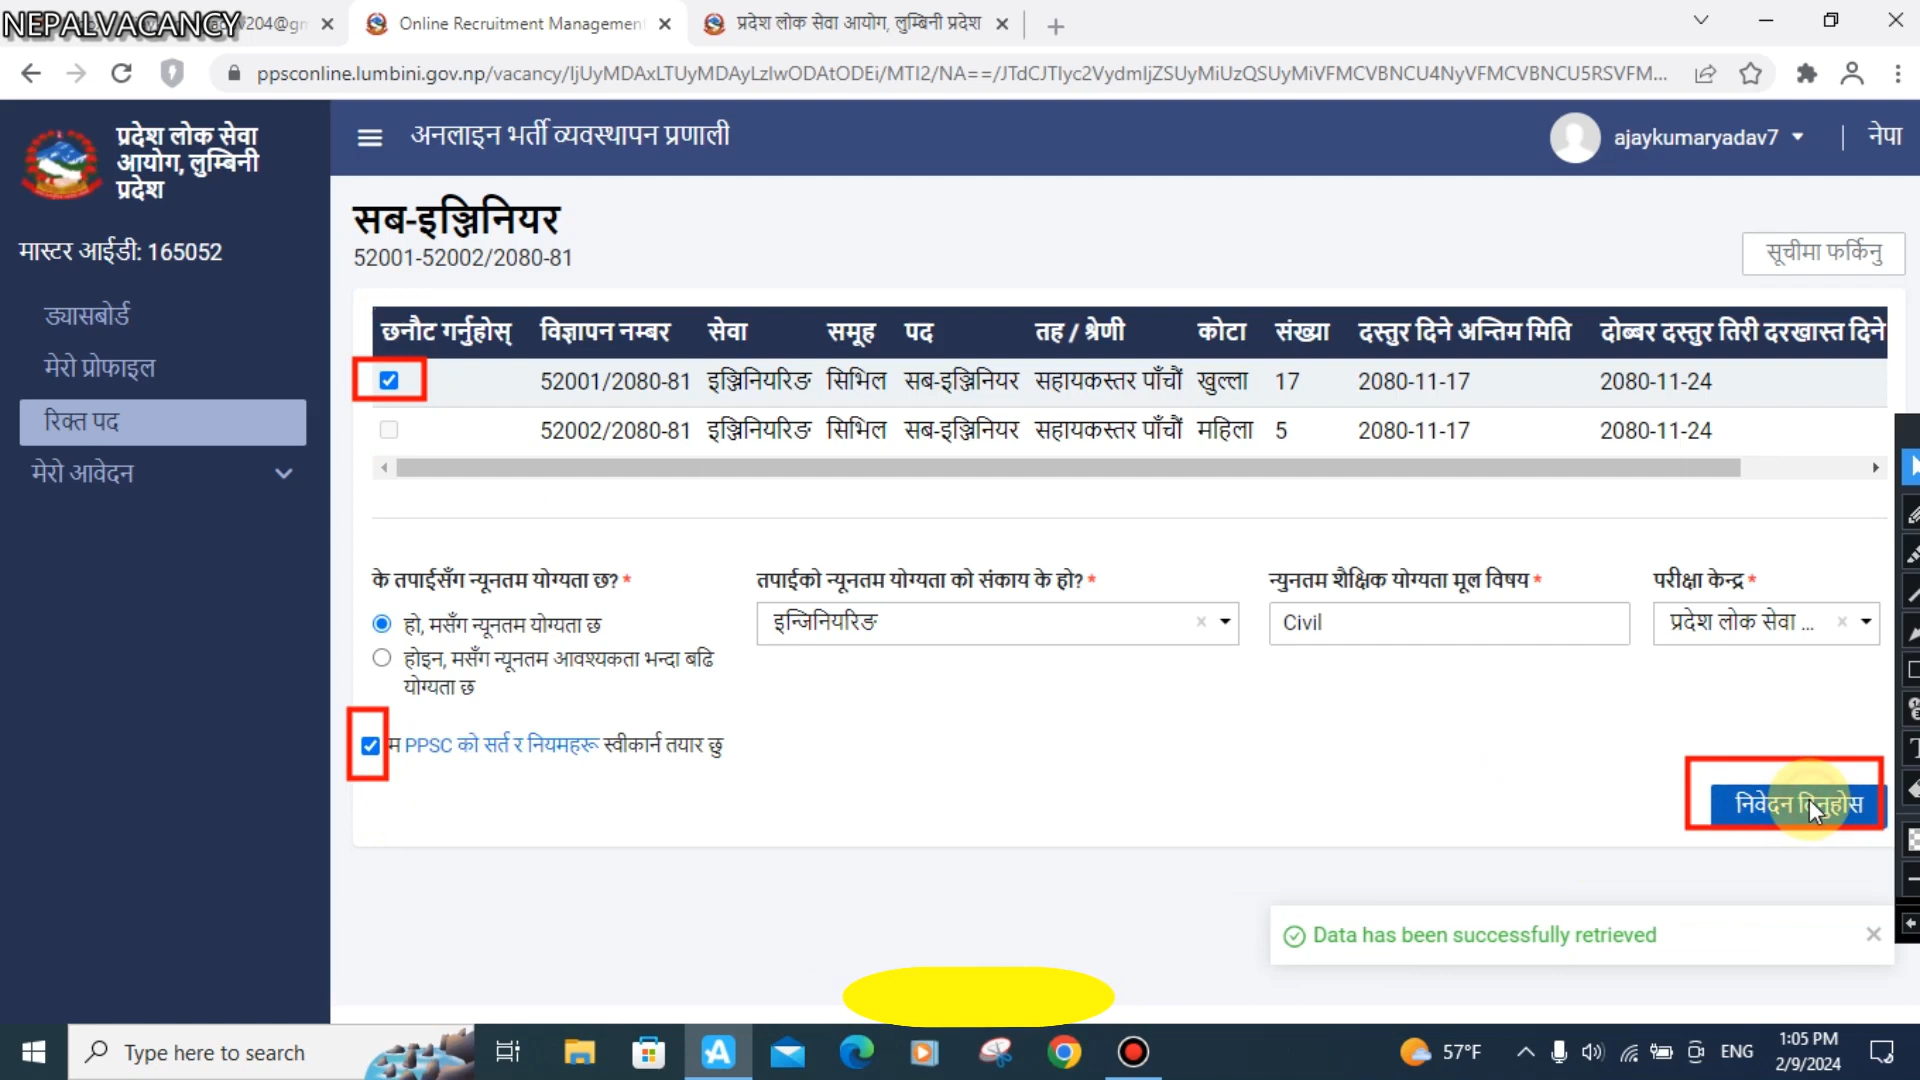 NEPALVACANCY
204@gm
Online Recruitment Management
प्रदेश लोक सेवा आयोग, लुम्बिनी प्रदेश
ppsconline.lumbini.gov.np/vacancy/
प्रदेश लोक सेवा
आयोग, लुम्बिनी
प्रदेश
अनलाइन भर्ती व्यवस्थापन प्रणाली
ajaykumaryadav7
नेपा
मास्टर आईडी: 165052
ड्यासबोर्ड
मेरो प्रोफाइल
रिक्त पद
मेरो आवेदन
सब-इञ्जिनियर
52001-52002/2080-81
सूचीमा फर्किनु
छनौट गर्नुहोस् विज्ञापन नम्बर सेवा समूह पद तह / श्रेणी कोटा संख्या दस्तुर दिने अन्तिम मिति दोब्बर दस्तुर तिरी दरखास्त दिने
52001/2080-81 इञ्जिनियरिङ सिभिल सब-इञ्जिनियर सहायकस्तर पाँचौं खुल्ला 17 2080-11-17 2080-11-24
52002/2080-81 इञ्जिनियरिङ सिभिल सब-इञ्जिनियर सहायकस्तर पाँचौं महिला 5 2080-11-17 2080-11-24
के तपाईसँग न्यूनतम योग्यता छ? * तपाईको न्यूनतम योग्यता को संकाय के हो? * न्युनतम शैक्षिक योग्यता मूल विषय * परीक्षा केन्द्र *
हो, मसँग न्यूनतम योग्यता छ इन्जिनियरिङ Civil प्रदेश लोक सेवा ...
होइन, मसँग न्यूनतम आवश्यकता भन्दा बढि
योग्यता छ
म PPSC को सर्त र नियमहरू स्वीकार्न तयार छु
निवेदन दिनुहोस
Data has been successfully retrieved
Type here to search
57°F
ENG
1:05 PM
2/9/2024